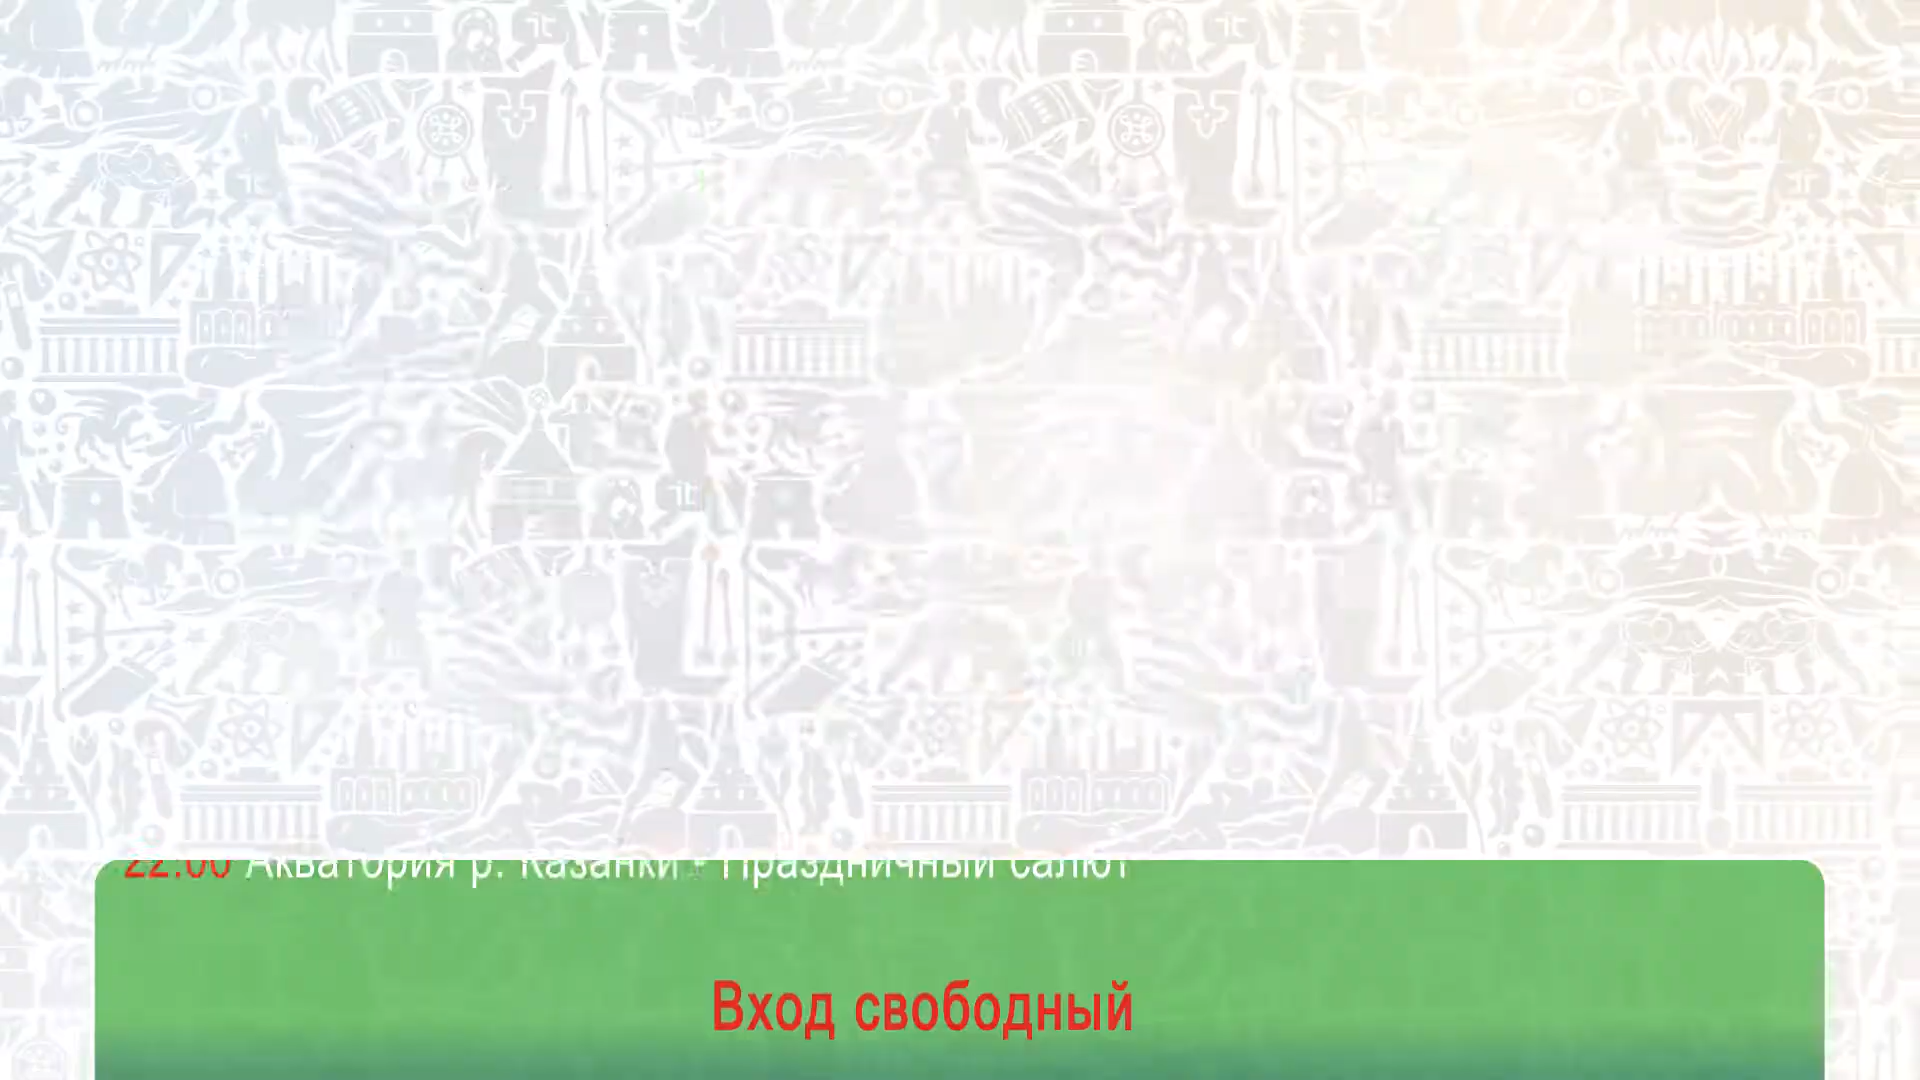 22:00 Акватория р. Казанки - Праздничный салют
Вход свободный